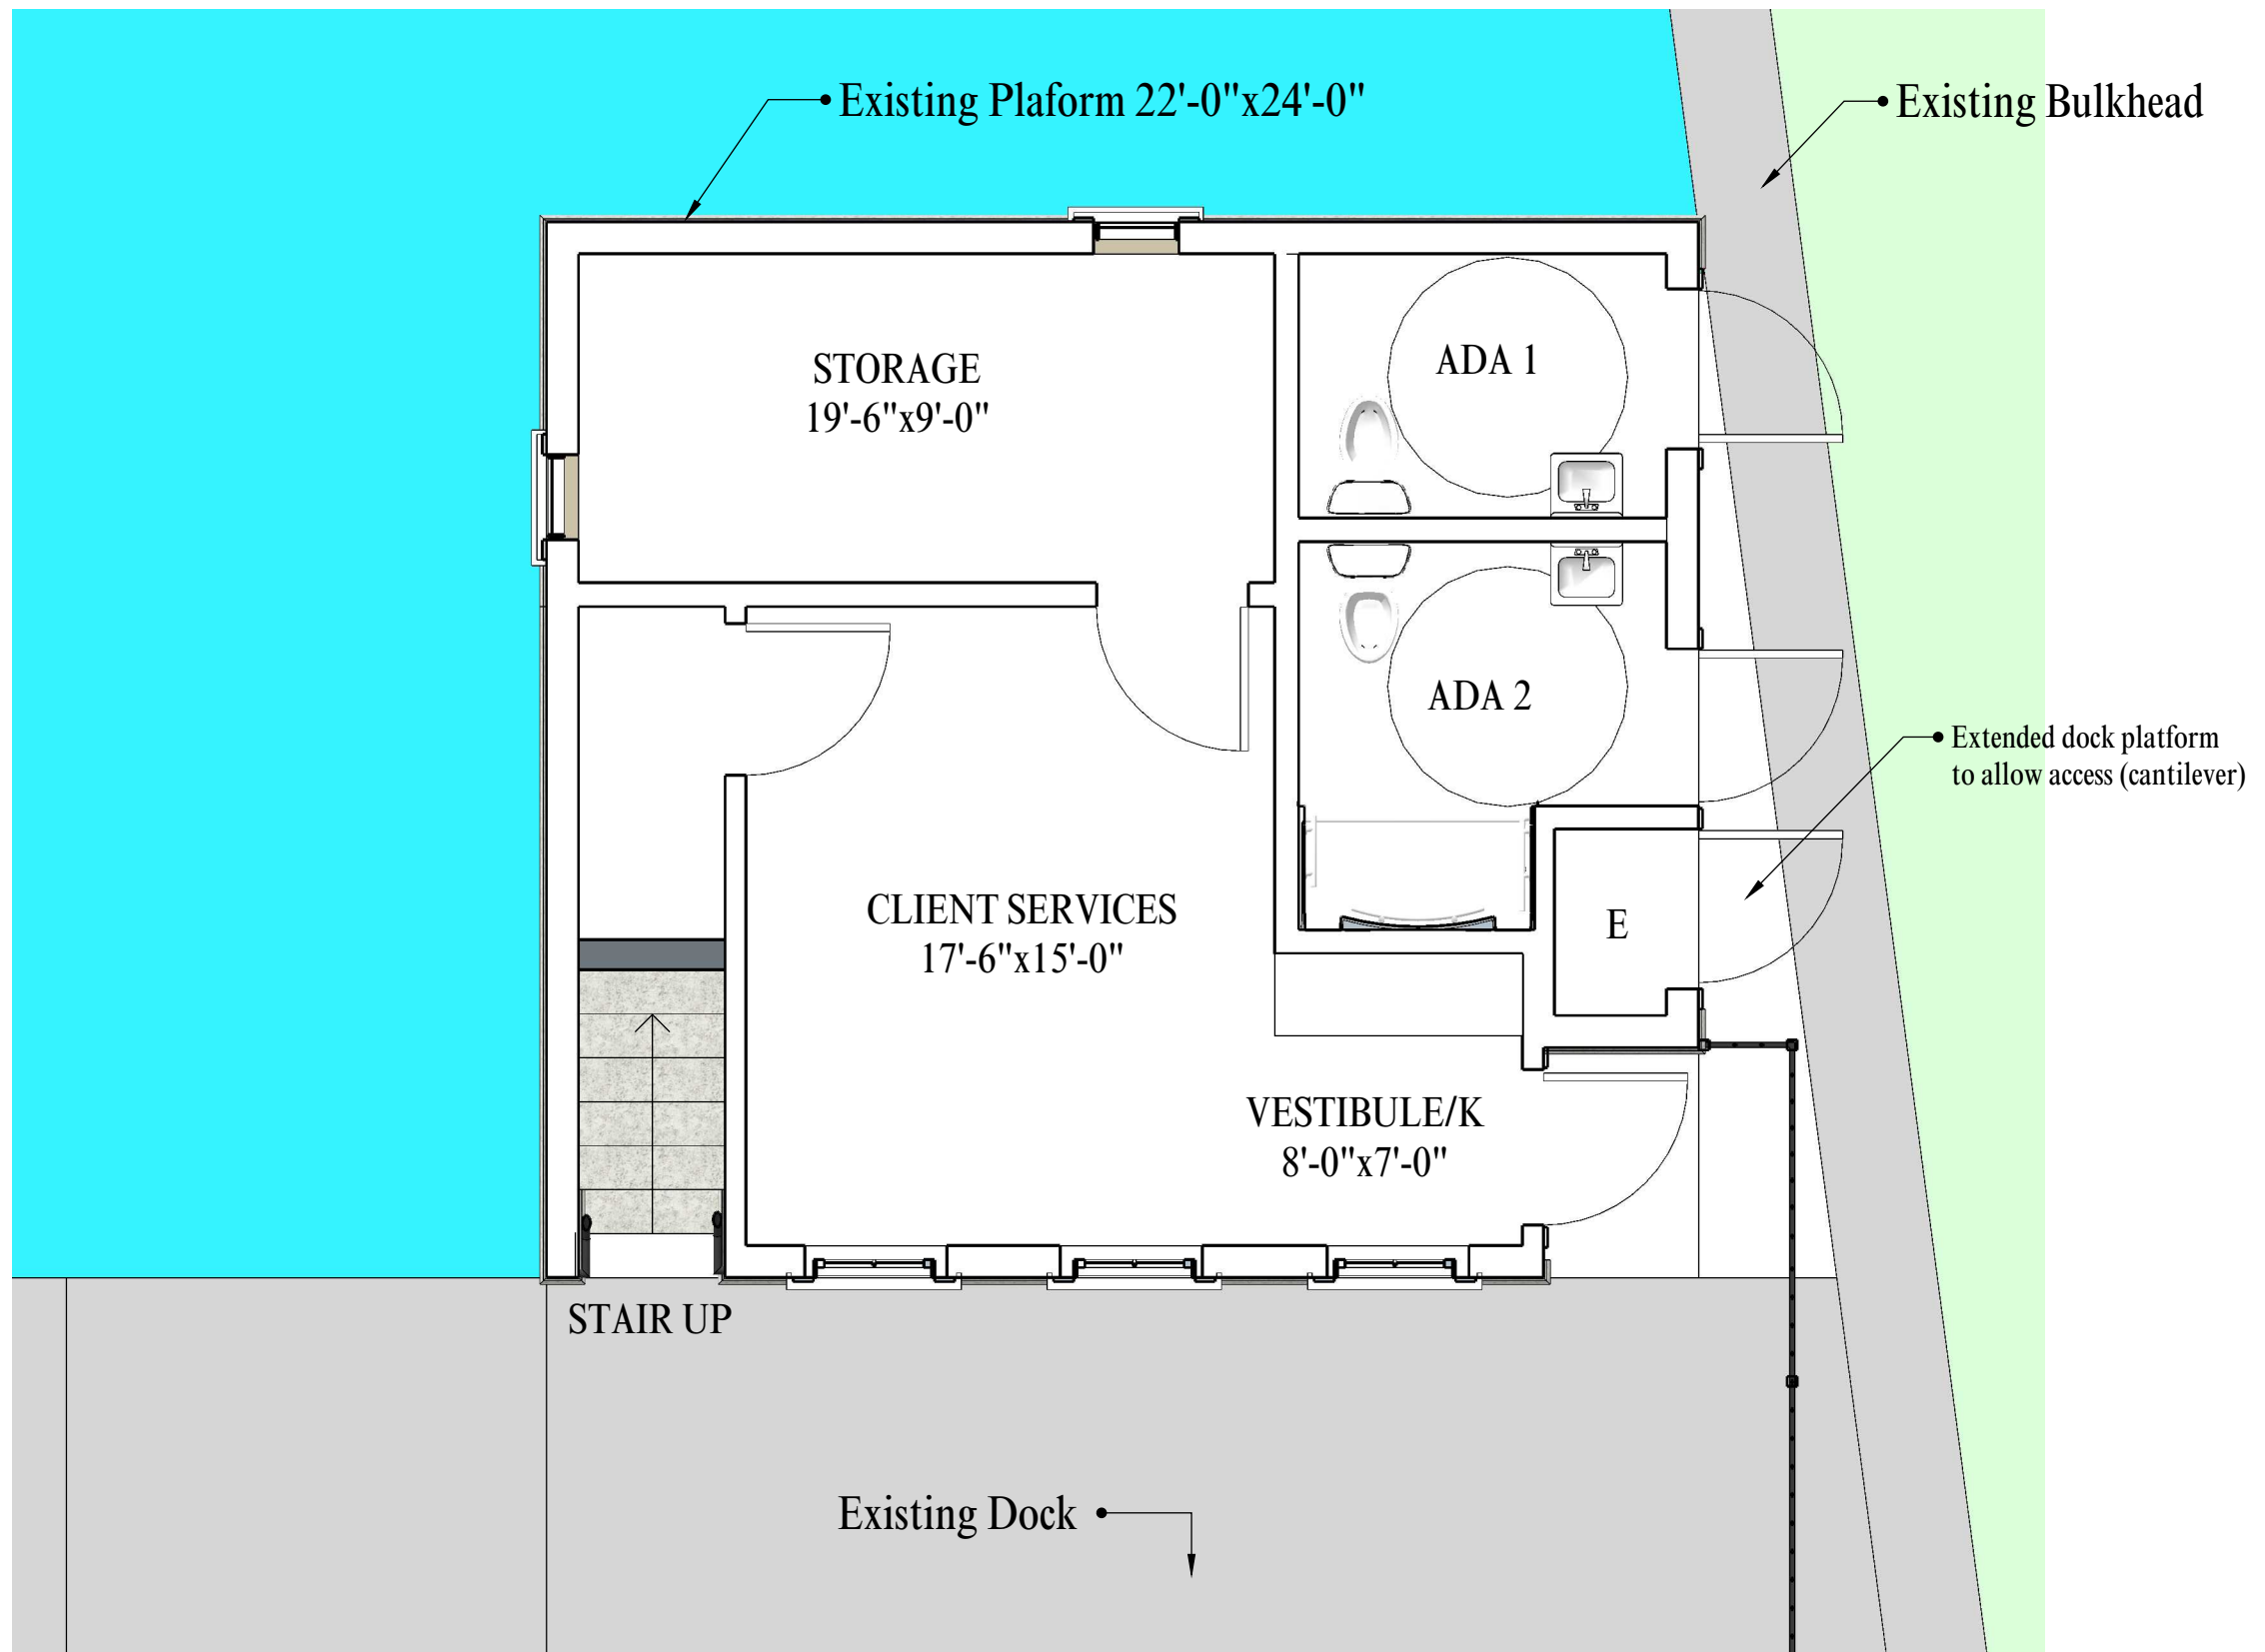 Existing Plaform 22'-0"x24'-0"
Existing Bulkhead
STORAGE
19'-6"x9'-0"
ADA 1
ADA 2
Extended dock platform
to allow access (cantilever)
CLIENT SERVICES
17'-6"x15'-0"
E
VESTIBULE/K
8'-0"x7'-0"
STAIR UP
Existing Dock